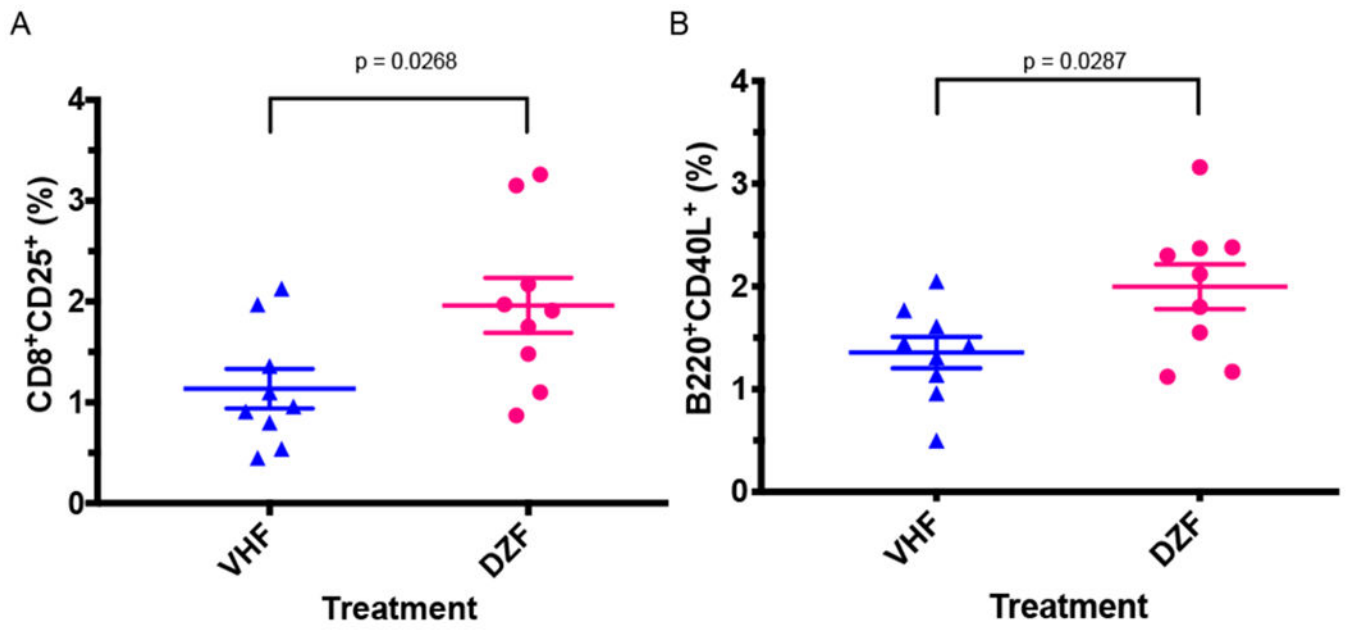 A
p = 0.0268
4
3
2
1
0
CD8⁺CD25⁺ (%)
VHF
DZF
Treatment
B
p = 0.0287
4
3
2
1
0
B220⁺CD40L⁺ (%)
VHF
DZF
Treatment